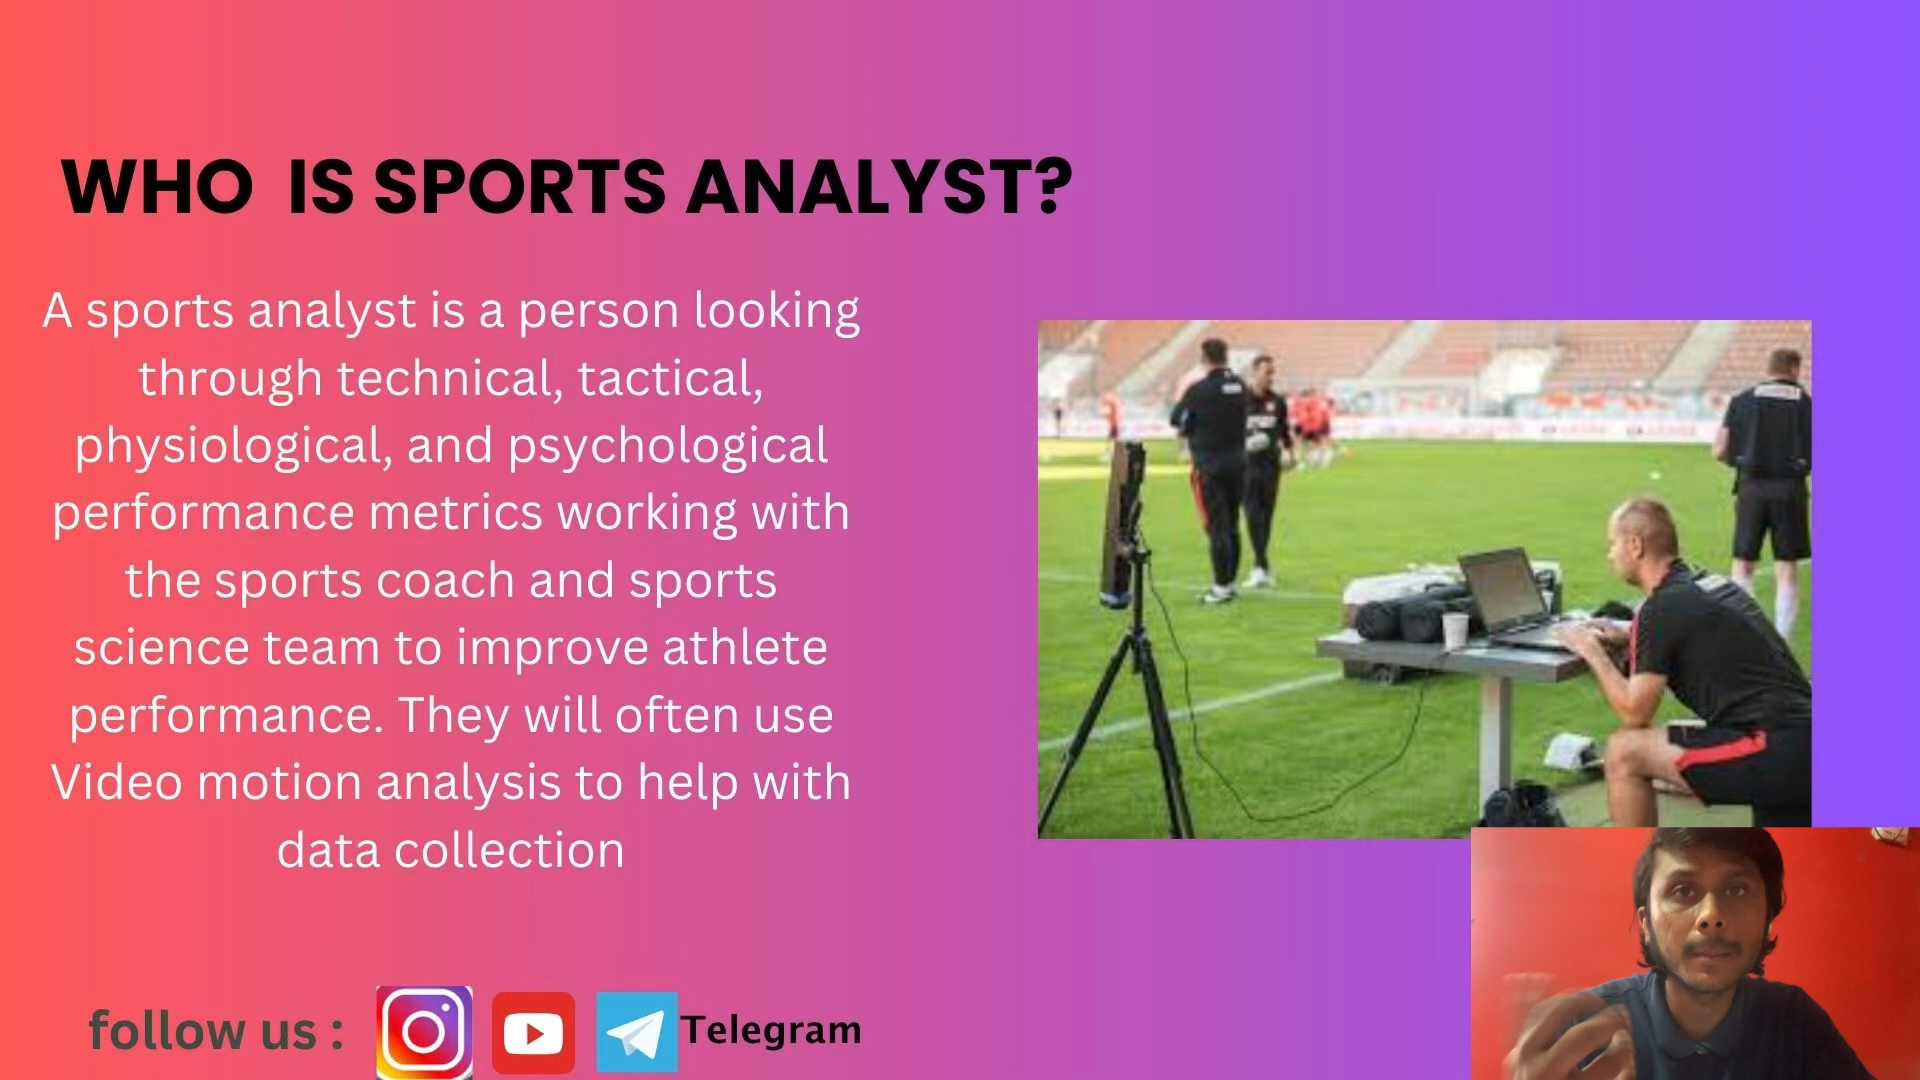 WHO IS SPORTS ANALYST?
A sports analyst is a person looking
through technical, tactical,
physiological, and psychological
performance metrics working with
the sports coach and sports
science team to improve athlete
performance. They will often use
Video motion analysis to help with
data collection
follow us :
Telegram